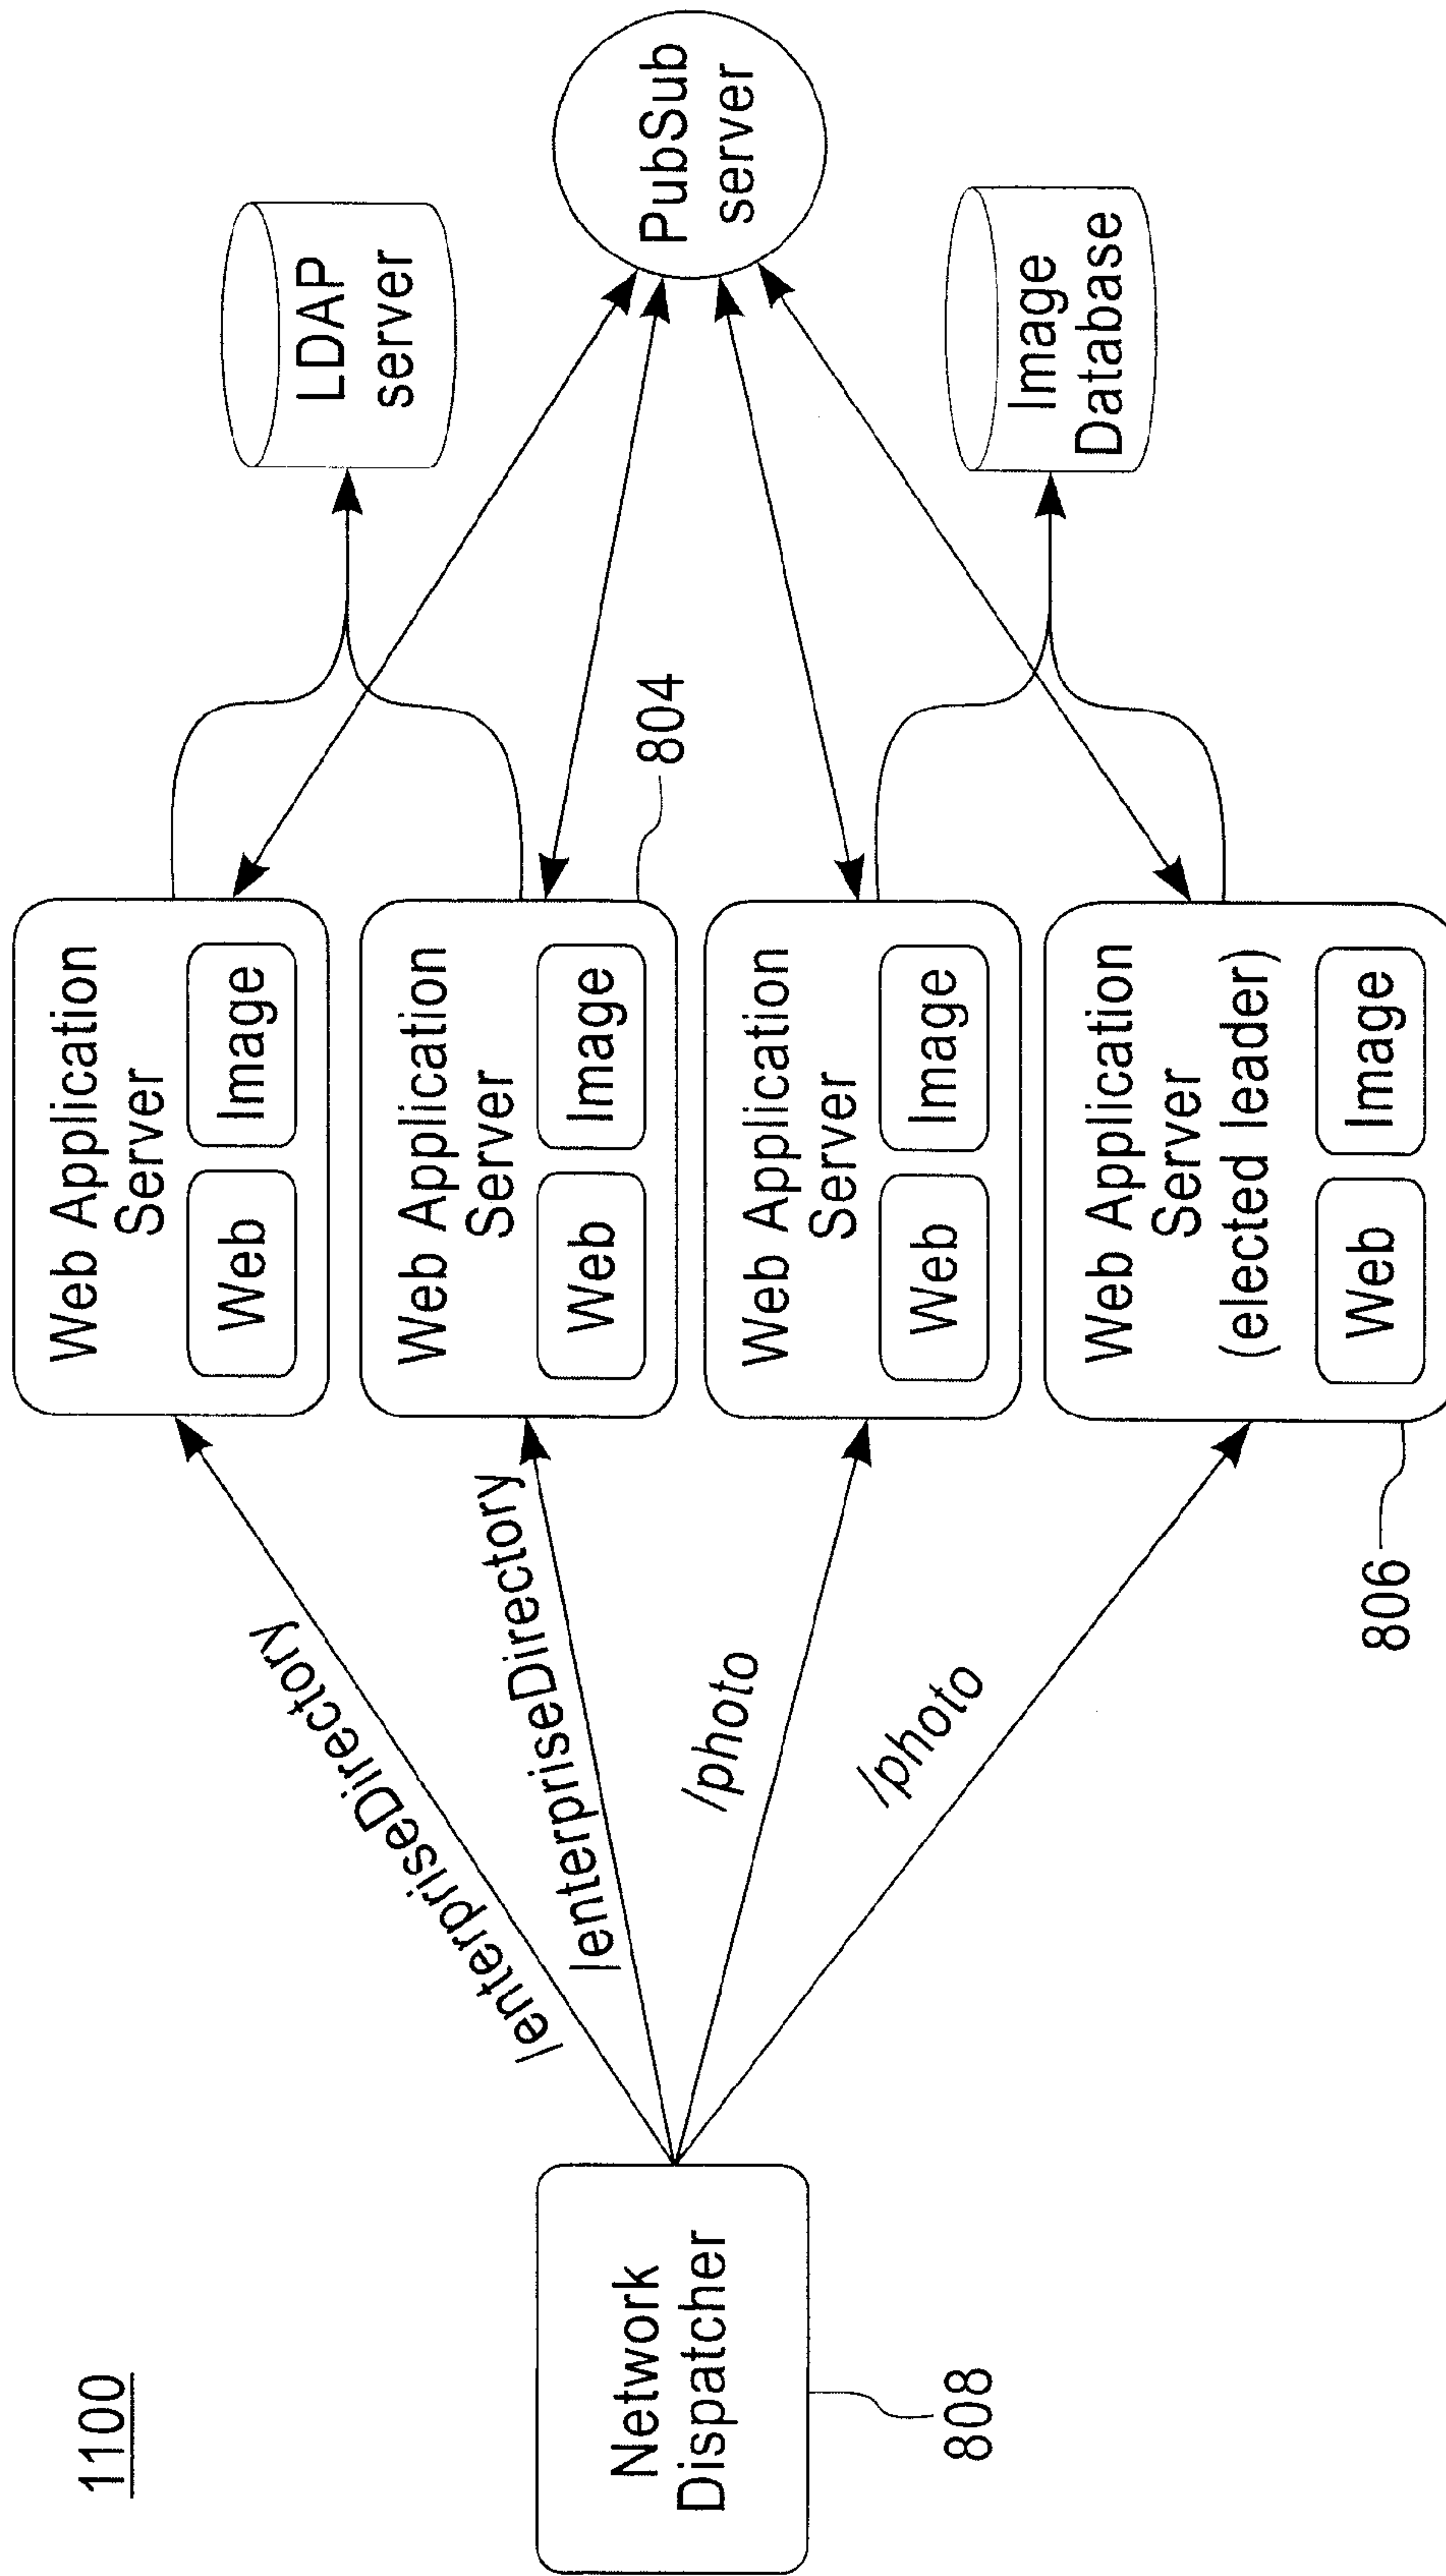 1100
Network
Dispatcher
808
/enterpriseDirectory
/enterpriseDirectory
/photo
/photo
Web Application
Server
Web
Image
Web Application
Server
Web
Image
804
Web Application
Server
Web
Image
Web Application
Server
(elected leader)
Web
Image
806
LDAP
server
PubSub
server
Image
Database